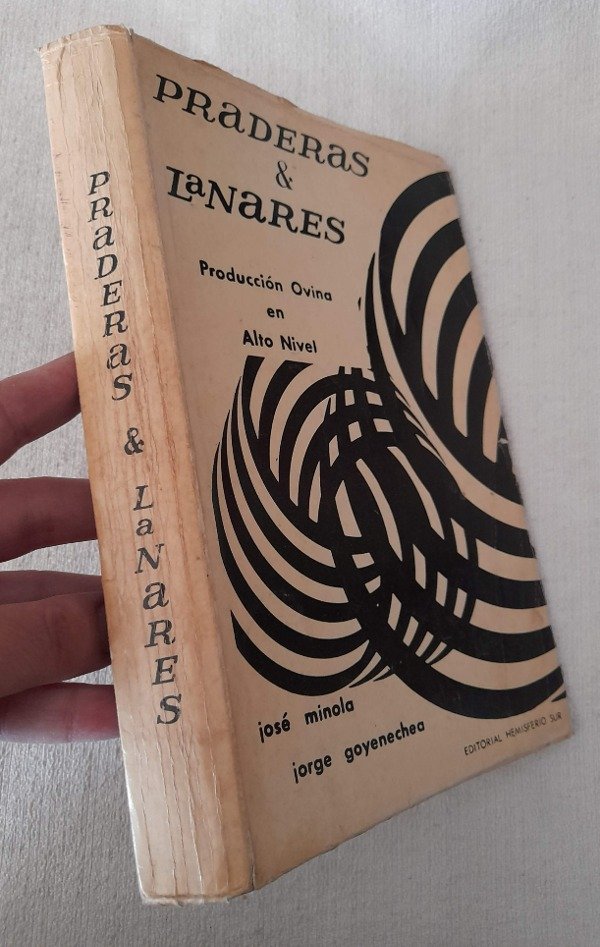 PRaDERas
&
LaNaRES
Producción Ovina
en
Alto Nivel
josé minola
jorge goyenechea
EDITORIAL HEMISFERIO SUR
PRaDERas & LaNaRES